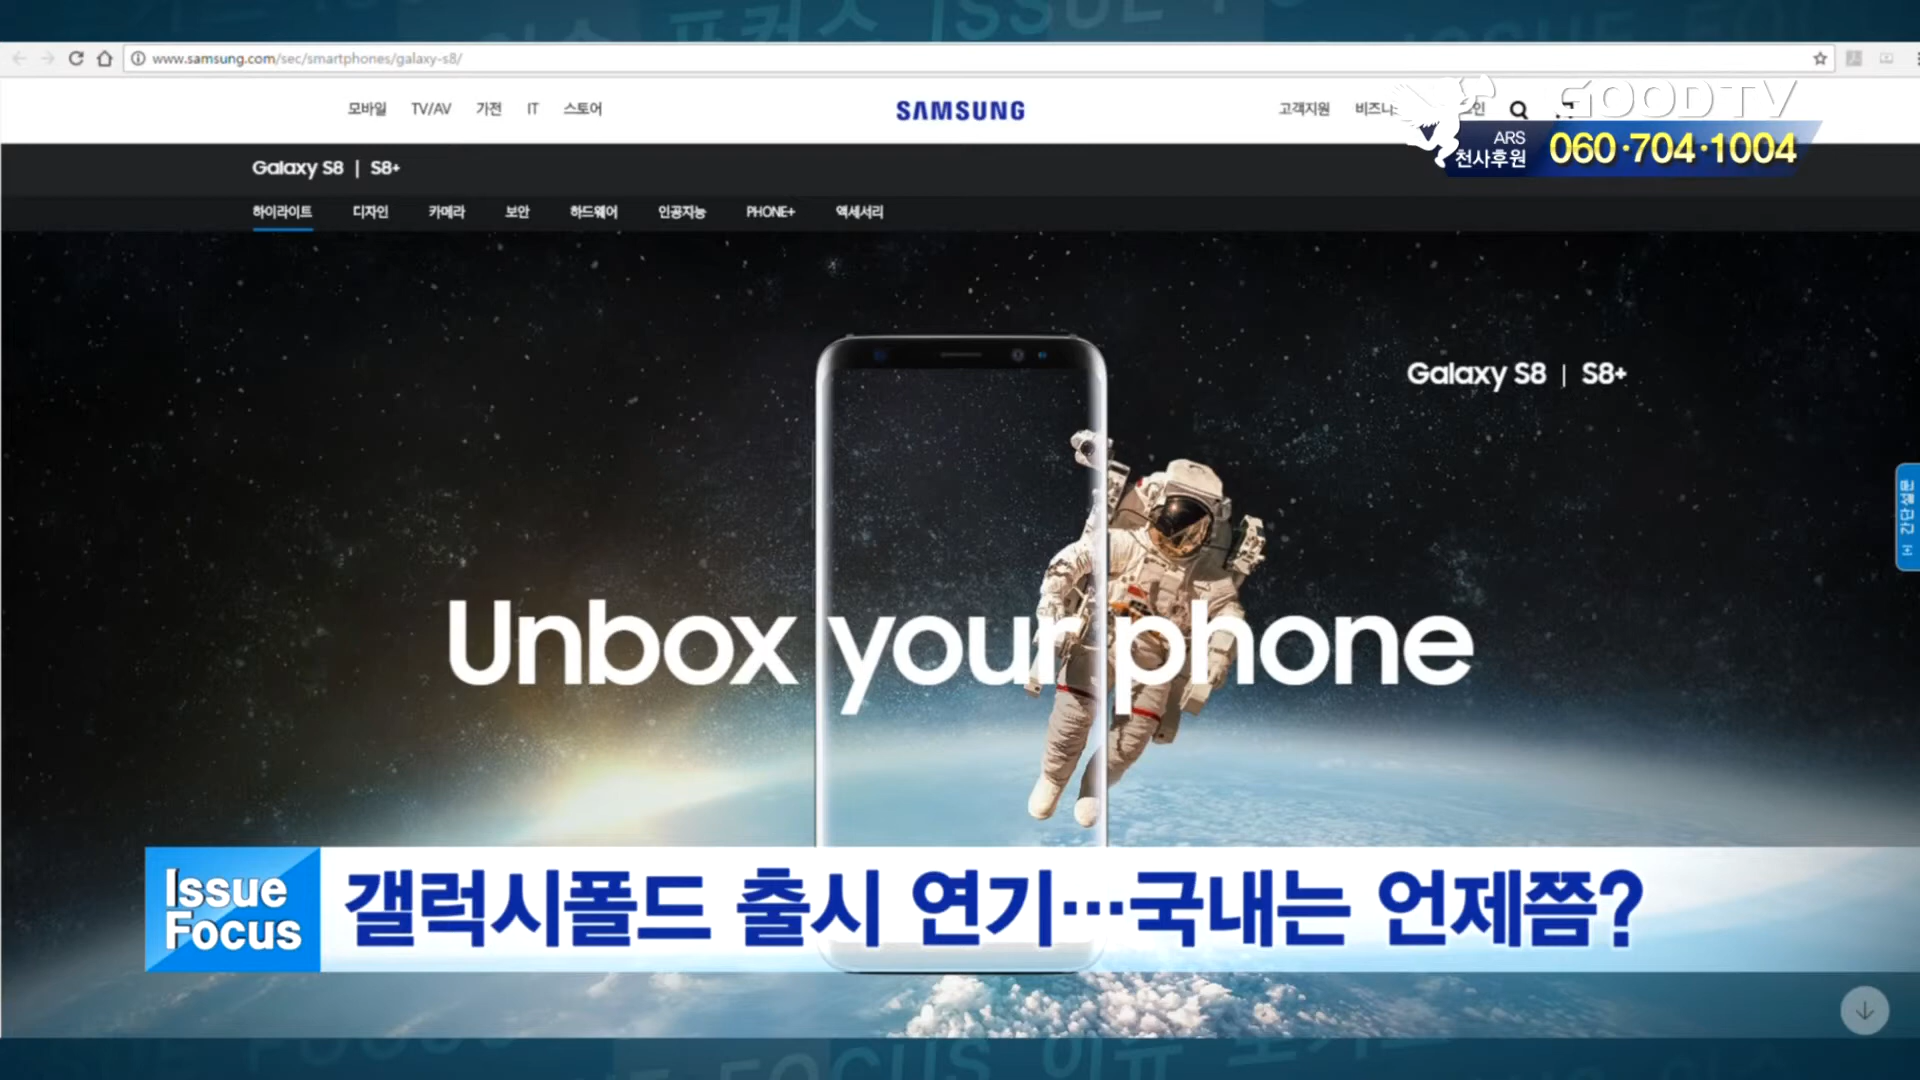 www.samsung.com/sec/smartphones/galaxy-s8/
모바일 TV/AV 가전 IT 스토어 SAMSUNG 고객지원
GOODTV
ARS
천사후원 060·704·1004
Galaxy S8 | S8+
하이라이트 디자인 카메라 보안 하드웨어 인공지능 PHONE+ 액세서리
Galaxy S8 | S8+
간단설문
Unbox your phone
Issue
Focus
갤럭시폴드 출시 연기…국내는 언제쯤?